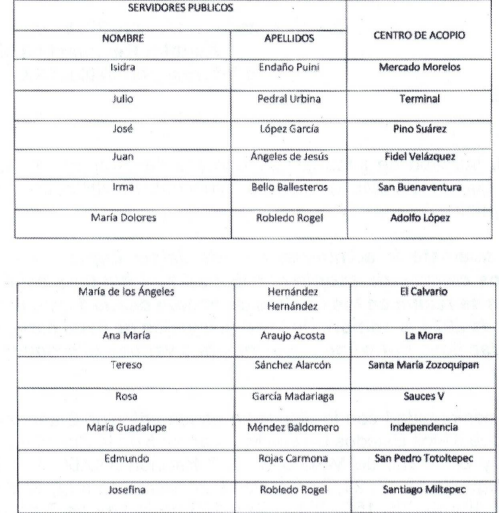 SERVIDORES PUBLICOS
NOMBRE APELLIDOS CENTRO DE ACOPIO
Isidra Endaño Puini Mercado Morelos
Julio Pedral Urbina Terminal
José López García Pino Suárez
Juan Ángeles de Jesús Fidel Velázquez
Irma Bello Ballesteros San Buenaventura
María Dolores Robledo Rogel Adolfo López
María de los Ángeles Hernández El Calvario
Hernández
Ana María Araujo Acosta La Mora
Tereso Sánchez Alarcón Santa María Zozoquipan
Rosa García Madariaga Sauces V
María Guadalupe Méndez Baldomero Independencia
Edmundo Rojas Carmona San Pedro Totoltepec
Josefina Robledo Rogel Santiago Miltepec